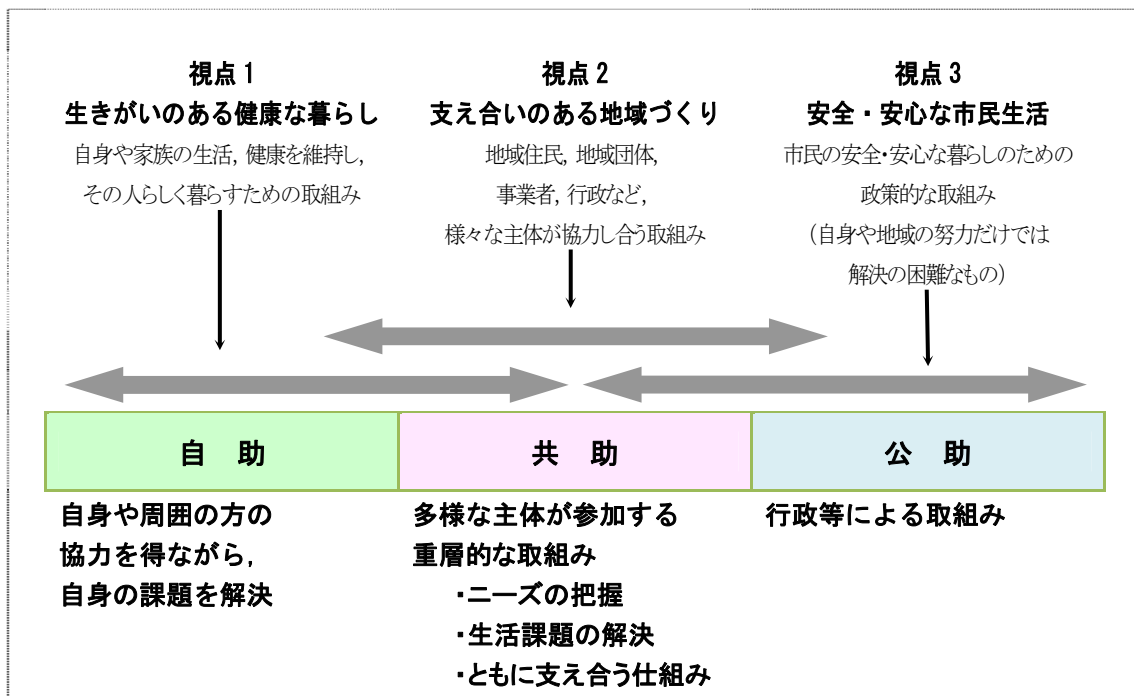 視点1
生きがいのある健康な暮らし
自身や家族の生活，健康を維持し，
その人らしく暮らすための取組み
視点2
支え合いのある地域づくり
地域住民，地域団体，
事業者，行政など，
様々な主体が協力し合う取組み
視点3
安全・安心な市民生活
市民の安全・安心な暮らしのための
政策的な取組み
（自身や地域の努力だけでは
解決の困難なもの）
自　助
共　助
公　助
自身や周囲の方の
協力を得ながら，
自身の課題を解決
多様な主体が参加する
重層的な取組み
・ニーズの把握
・生活課題の解決
・ともに支え合う仕組み
行政等による取組み